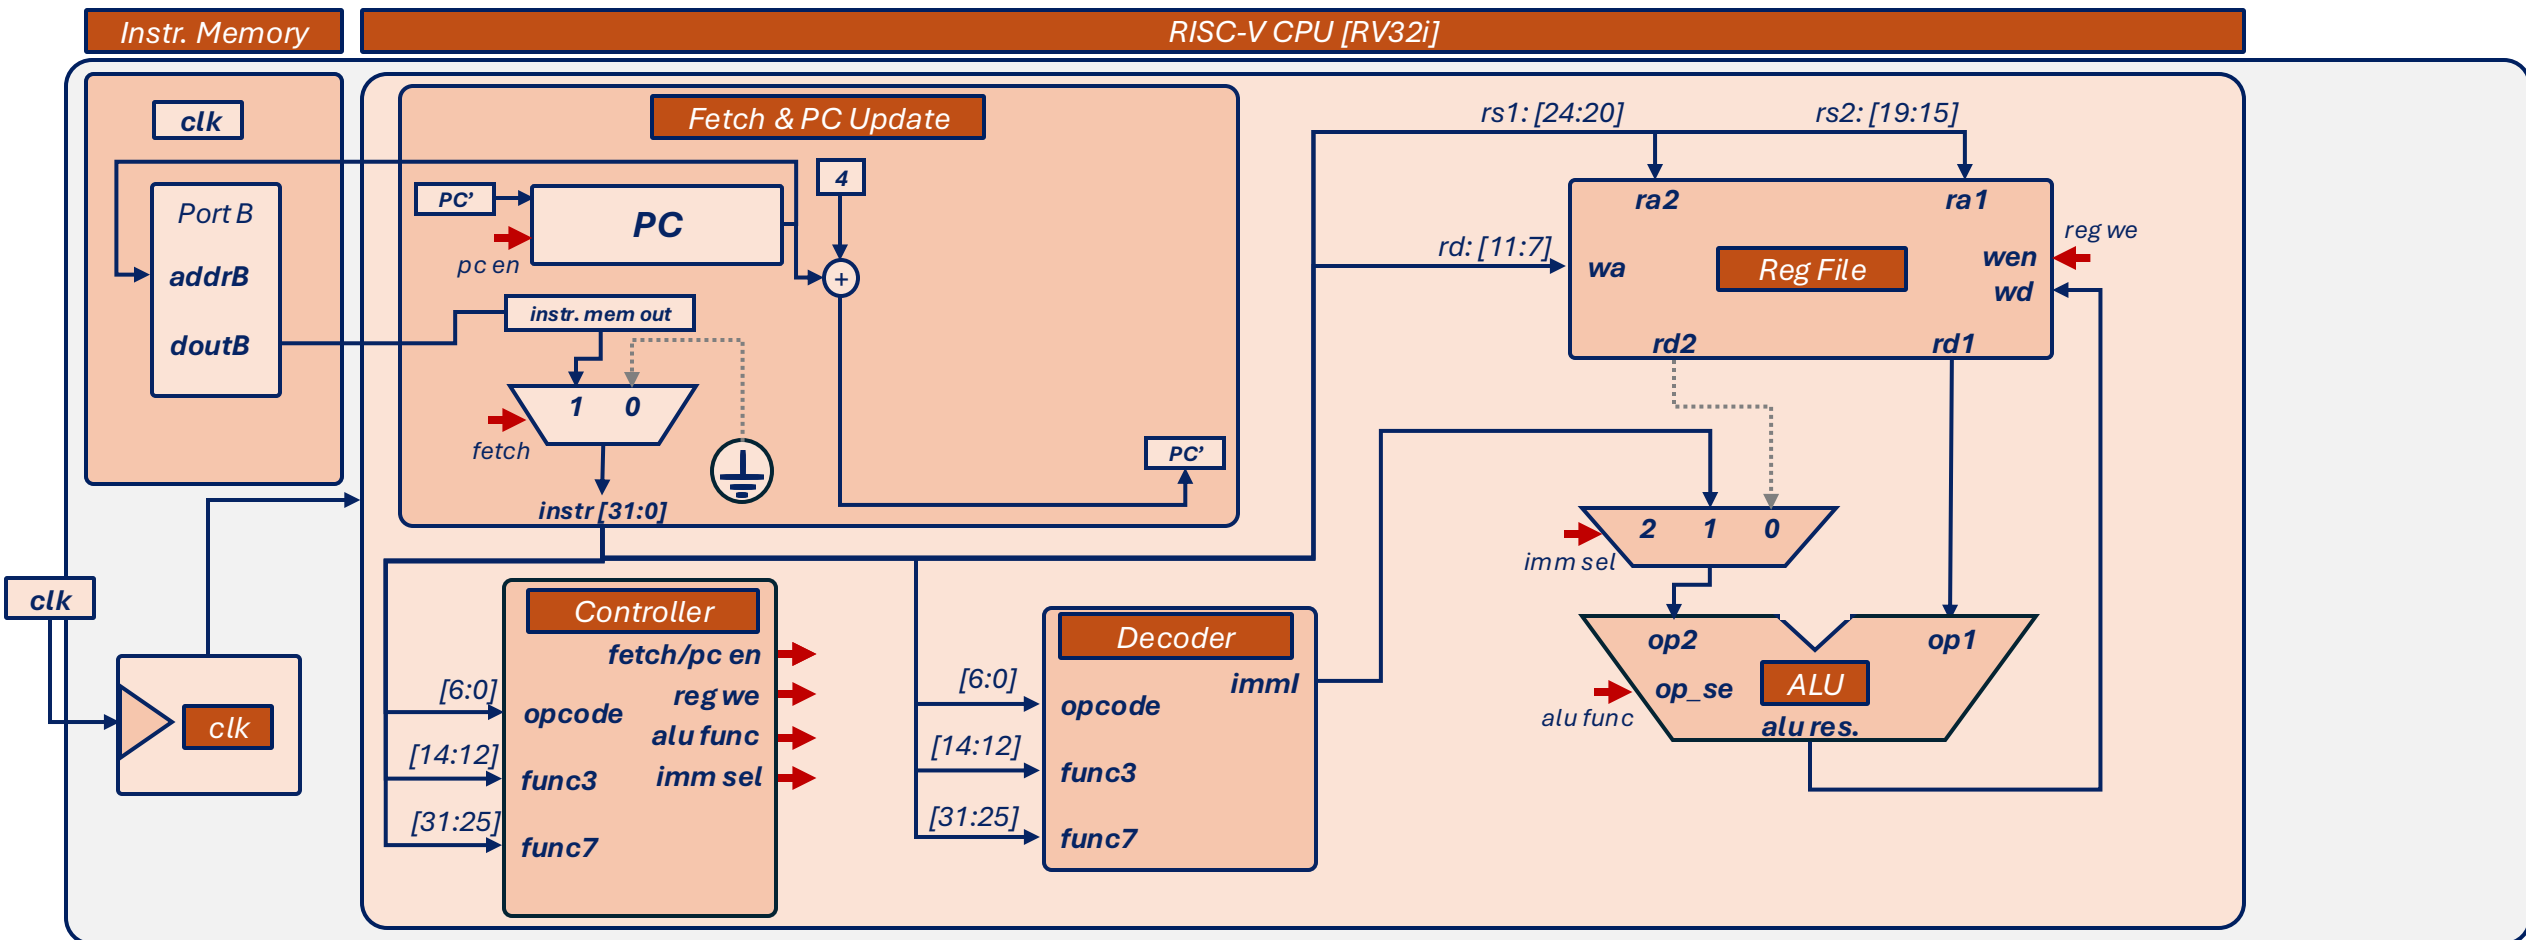 Instr. Memory
RISC-V CPU [RV32i]
clk
Port B
addrB
doutB
Fetch & PC Update
PC’
PC
pc en
4
+
instr. mem out
1 0
fetch
PC’
instr [31:0]
rs1: [24:20]
rs2: [19:15]
ra2
ra1
rd: [11:7]
wa
Reg File
reg we
wen
wd
rd2
rd1
2 1 0
imm sel
op2
op1
op_se
ALU
alu func
alu res.
clk
clk
Controller
fetch/pc en
reg we
alu func
imm sel
[6:0]
opcode
[14:12]
func3
[31:25]
func7
Decoder
immI
[6:0]
opcode
[14:12]
func3
[31:25]
func7